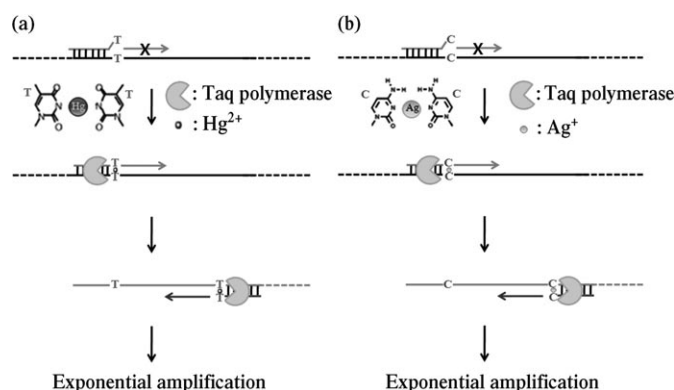 (a)
T
X
T
T
T
Hg
N
O
O
N
O
N
O
N
: Taq polymerase
: Hg²⁺
T
T
T
T
T
Exponential amplification
(b)
C
X
C
C
H
N-H
H-N
H
C
N
N
Ag
N
O
O
N
: Taq polymerase
: Ag⁺
C
C
C
C
C
Exponential amplification